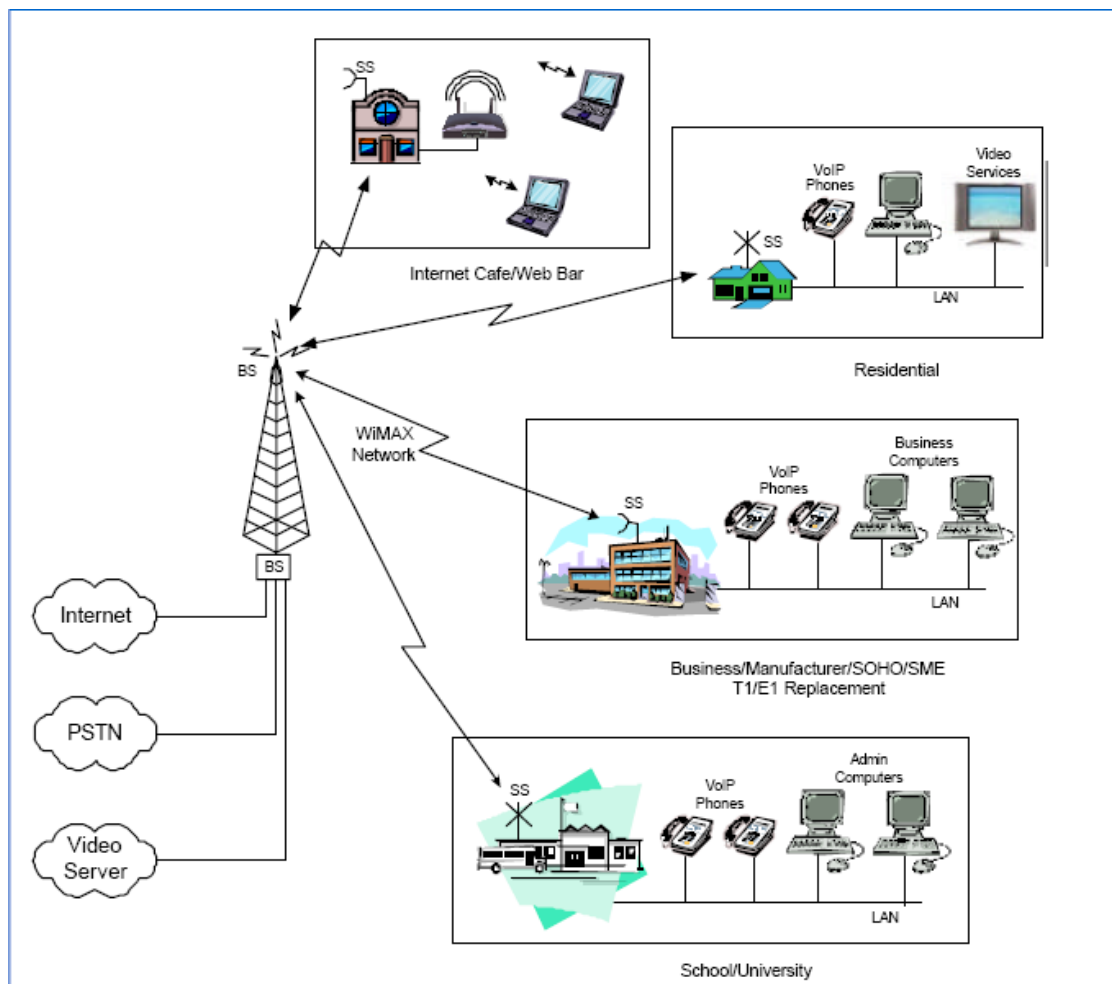 SS
Internet Cafe/Web Bar
VoIP
Phones
Video
Services
SS
LAN
Residential
BS
WiMAX
Network
SS
VoIP
Phones
Business
Computers
LAN
Business/Manufacturer/SOHO/SME
T1/E1 Replacement
BS
Internet
PSTN
Video
Server
SS
VoIP
Phones
Admin
Computers
LAN
School/University